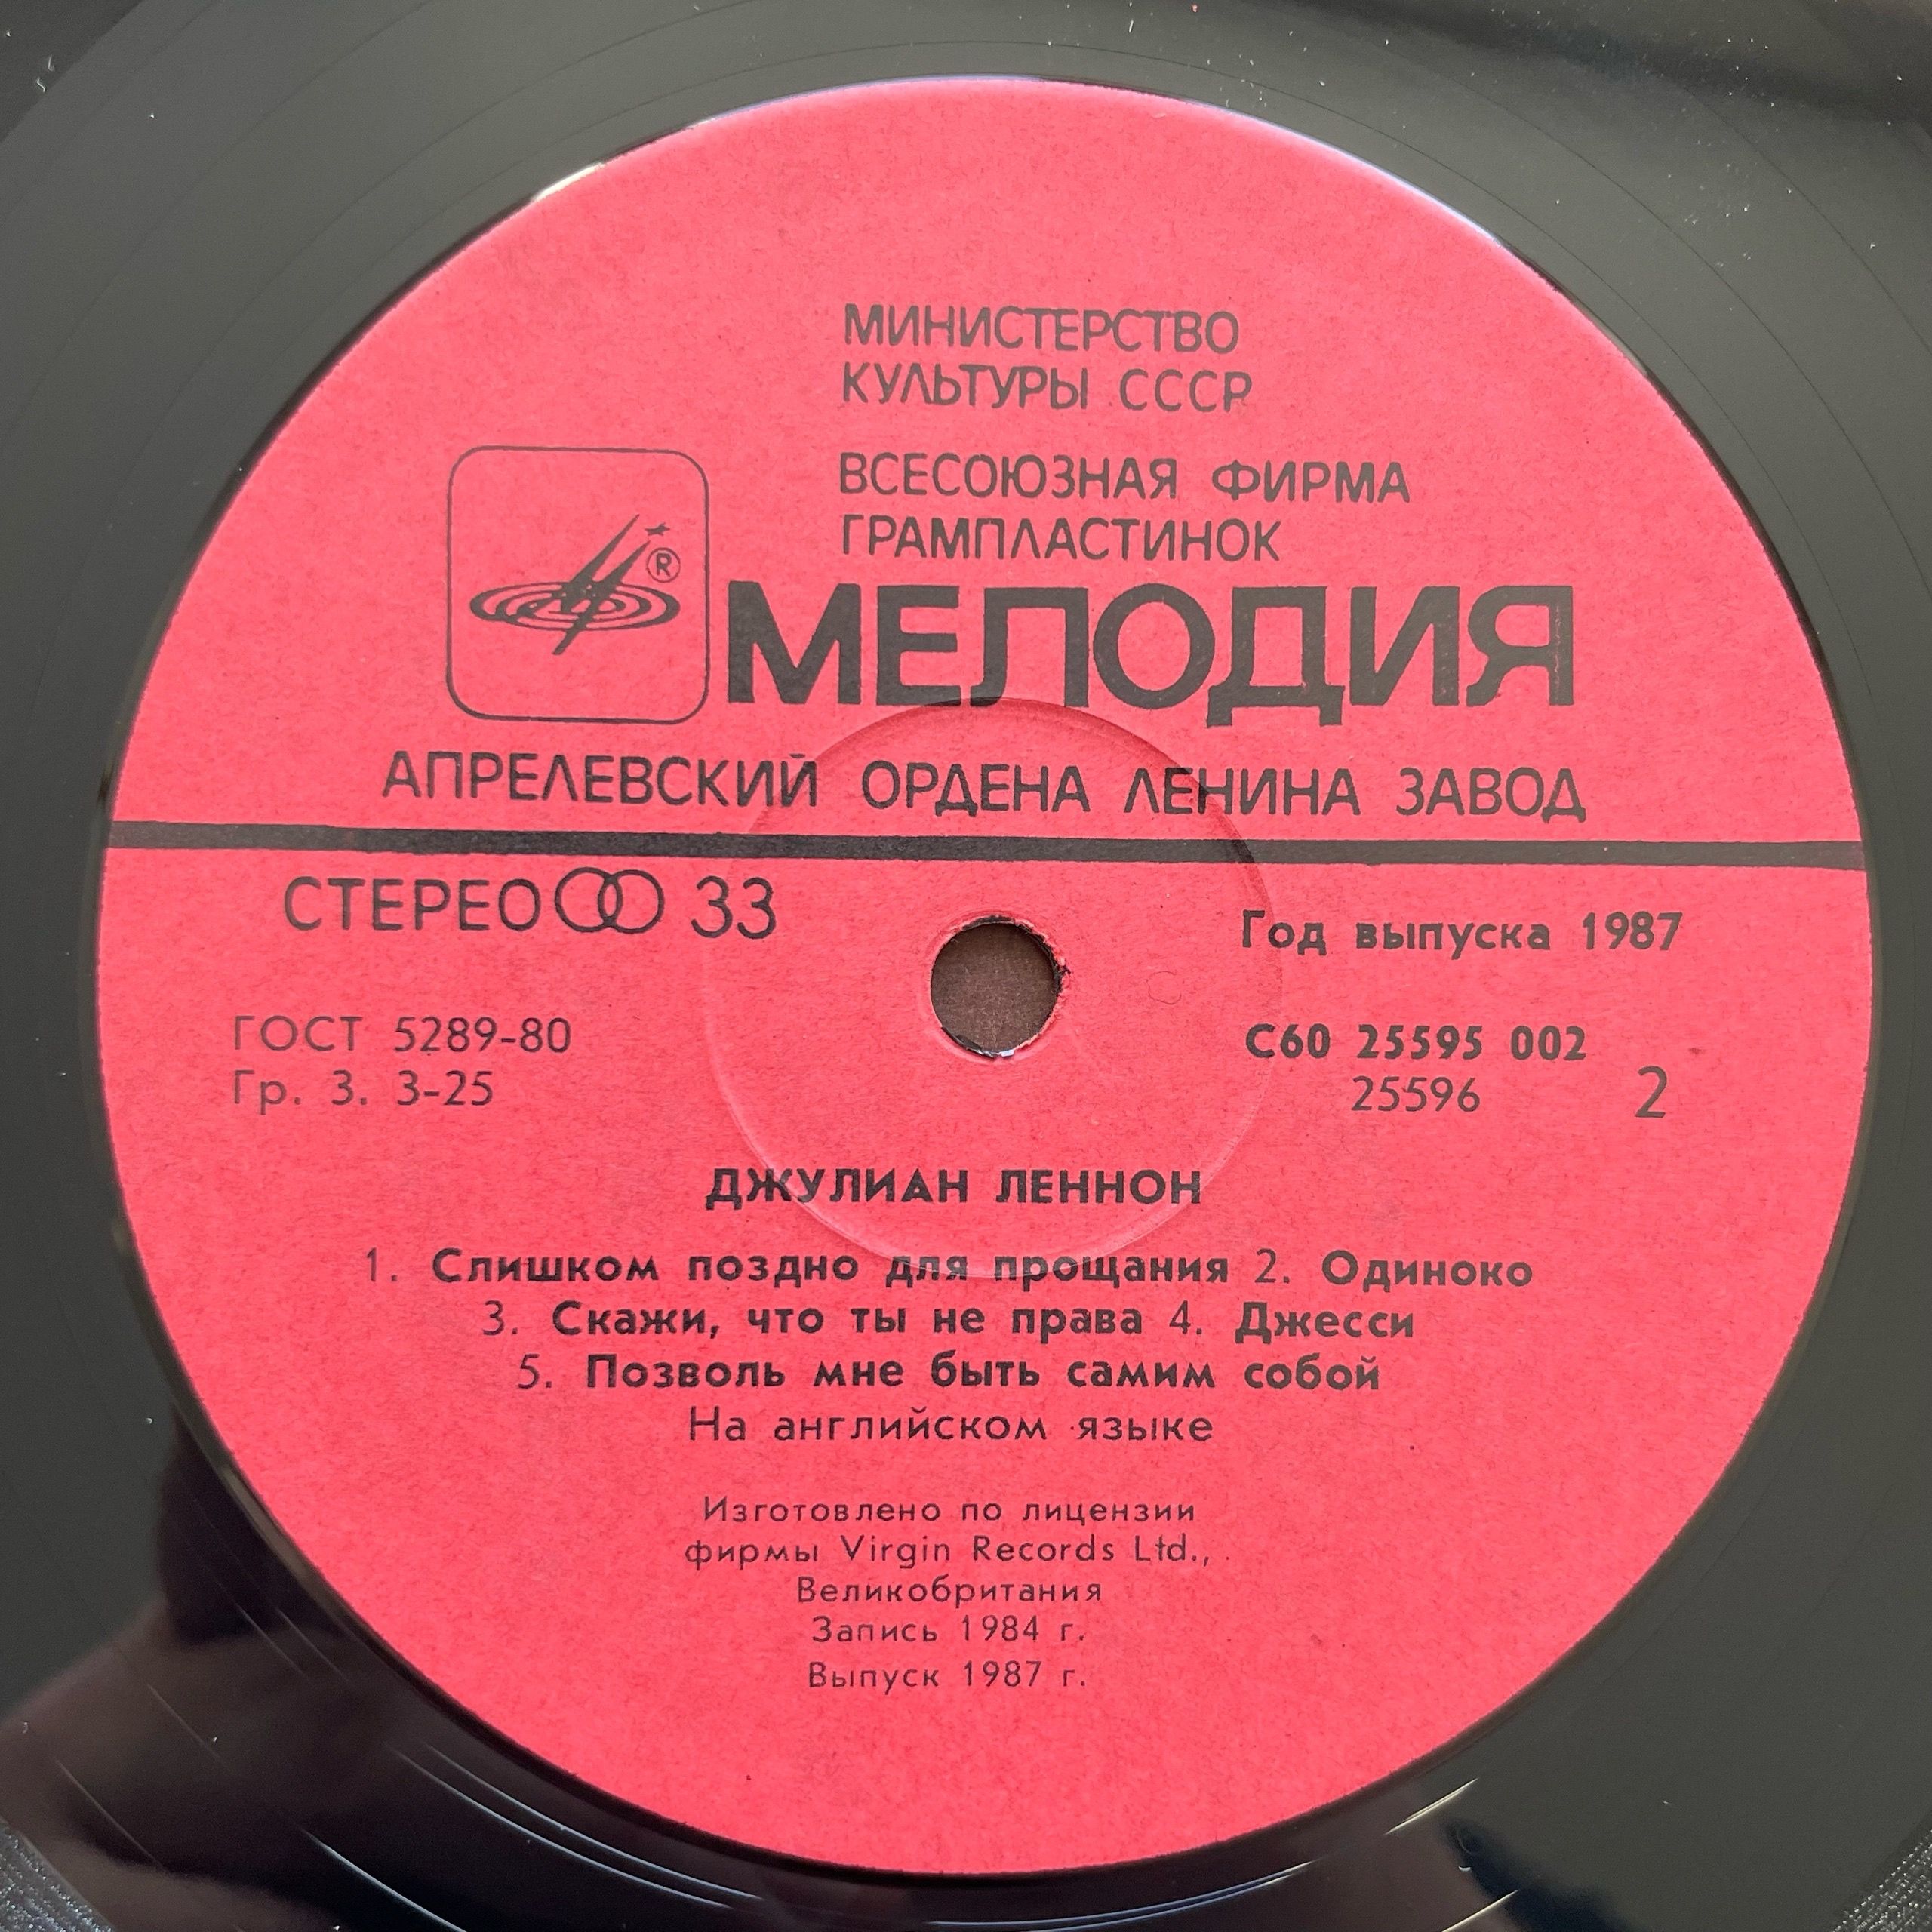 МИНИСТЕРСТВО
КУЛЬТУРЫ СССР
ВСЕСОЮЗНАЯ ФИРМА
ГРАМПЛАСТИНОК
®
МЕЛОДИЯ
АПРЕЛЕВСКИЙ ОРДЕНА ЛЕНИНА ЗАВОД
СТЕРЕО 33
Год выпуска 1987
ГОСТ 5289-80
Гр. 3. 3-25
С60 25595 002
25596
2
ДЖУЛИАН ЛЕННОН
1. Слишком поздно для прощания 2. Одиноко
3. Скажи, что ты не права 4. Джесси
5. Позволь мне быть самим собой
На английском языке
Изготовлено по лицензии
фирмы Virgin Records Ltd.,
Великобритания
Запись 1984 г.
Выпуск 1987 г.